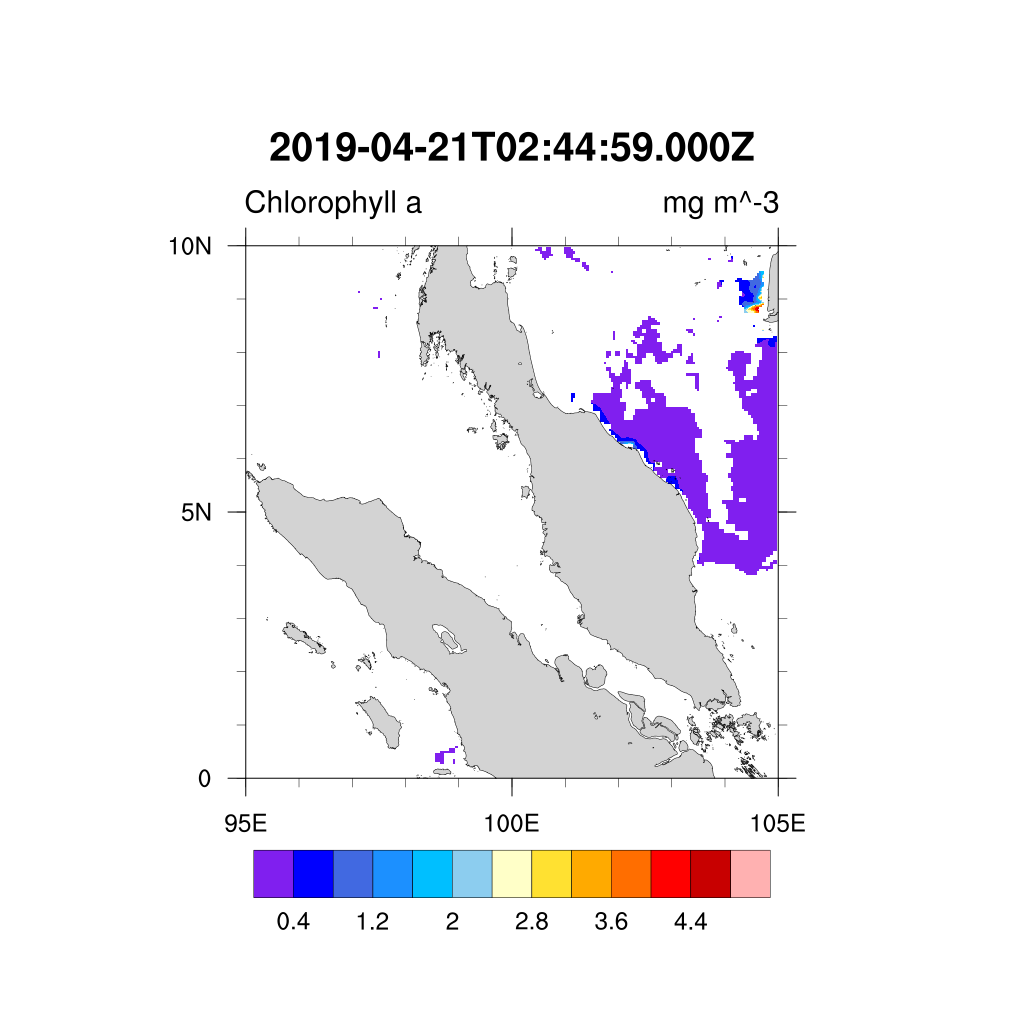 2019-04-21T02:44:59.000Z
Chlorophyll a mg m^-3
10N
5N
0
95E 100E 105E
0.4 1.2 2 2.8 3.6 4.4